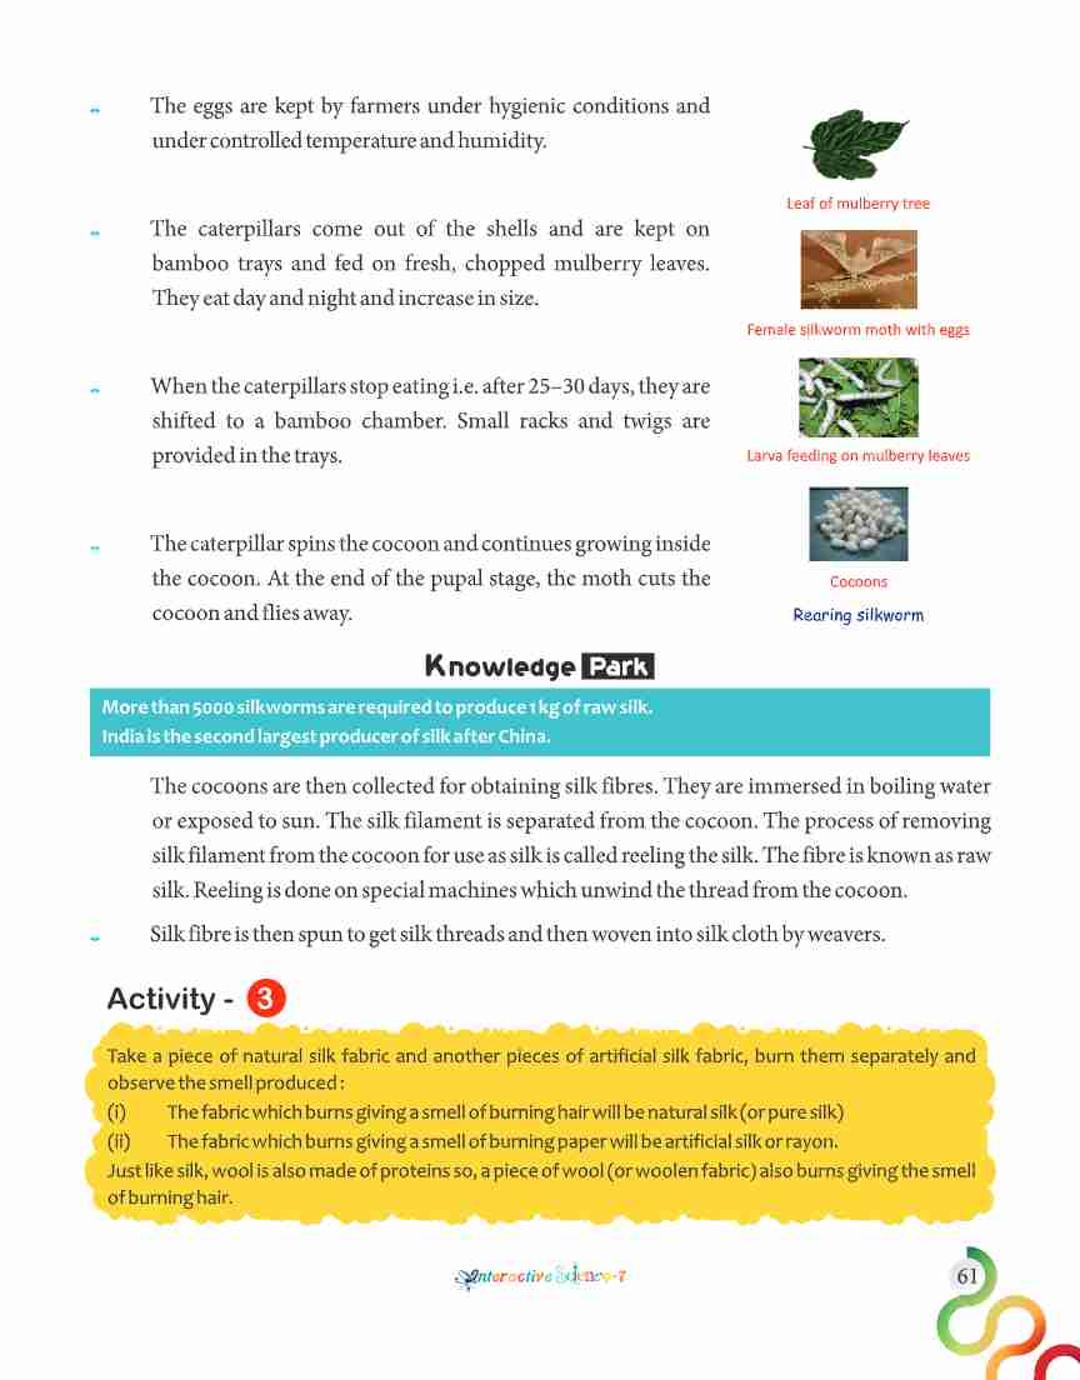 The eggs are kept by farmers under hygienic conditions and
under controlled temperature and humidity.
Leaf of mulberry tree
The caterpillars come out of the shells and are kept on
bamboo trays and fed on fresh, chopped mulberry leaves.
They eat day and night and increase in size.
Female silkworm moth with eggs
When the caterpillars stop eating i.e. after 25–30 days, they are
shifted to a bamboo chamber. Small racks and twigs are
provided in the trays.
Larva feeding on mulberry leaves
The caterpillar spins the cocoon and continues growing inside
the cocoon. At the end of the pupal stage, the moth cuts the
cocoon and flies away.
Cocoons
Rearing silkworm
Knowledge Park
More than 5000 silkworms are required to produce 1 kg of raw silk.
India is the second largest producer of silk after China.
The cocoons are then collected for obtaining silk fibres. They are immersed in boiling water
or exposed to sun. The silk filament is separated from the cocoon. The process of removing
silk filament from the cocoon for use as silk is called reeling the silk. The fibre is known as raw
silk. Reeling is done on special machines which unwind the thread from the cocoon.
Silk fibre is then spun to get silk threads and then woven into silk cloth by weavers.
Activity - 3
Take a piece of natural silk fabric and another pieces of artificial silk fabric, burn them separately and
observe the smell produced :
(i) The fabric which burns giving a smell of burning hair will be natural silk (or pure silk)
(ii) The fabric which burns giving a smell of burning paper will be artificial silk or rayon.
Just like silk, wool is also made of proteins so, a piece of wool (or woolen fabric) also burns giving the smell
of burning hair.
Interactive Science-7
61